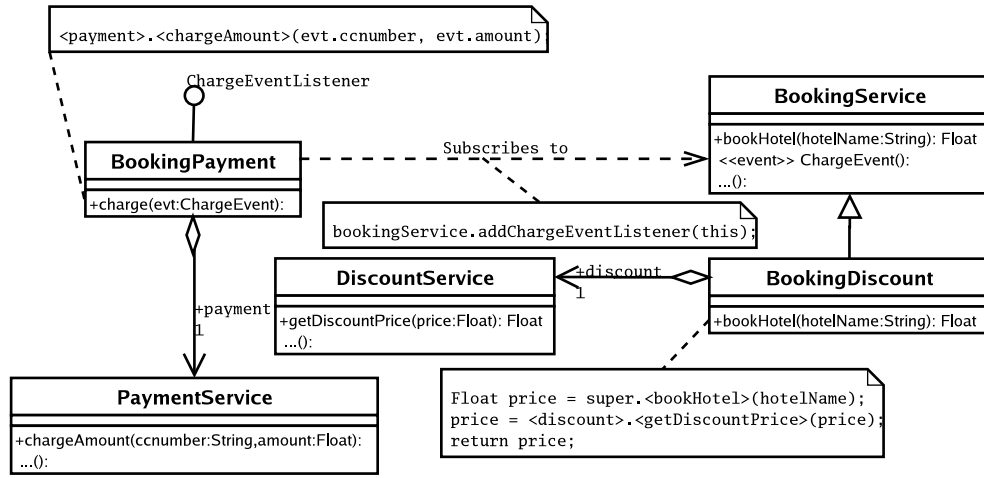 <payment>.<chargeAmount>(evt.ccnumber, evt.amount);
ChargeEventListener
BookingService
+bookHotel(hotelName:String): Float
<<event>> ChargeEvent():
...():
Subscribes to
BookingPayment
+charge(evt:ChargeEvent):
bookingService.addChargeEventListener(this);
DiscountService
+getDiscountPrice(price:Float): Float
...():
+discount
1
BookingDiscount
+bookHotel(hotelName:String): Float
+payment
1
PaymentService
+chargeAmount(ccnumber:String,amount:Float):
...():
Float price = super.<bookHotel>(hotelName);
price = <discount>.<getDiscountPrice>(price);
return price;